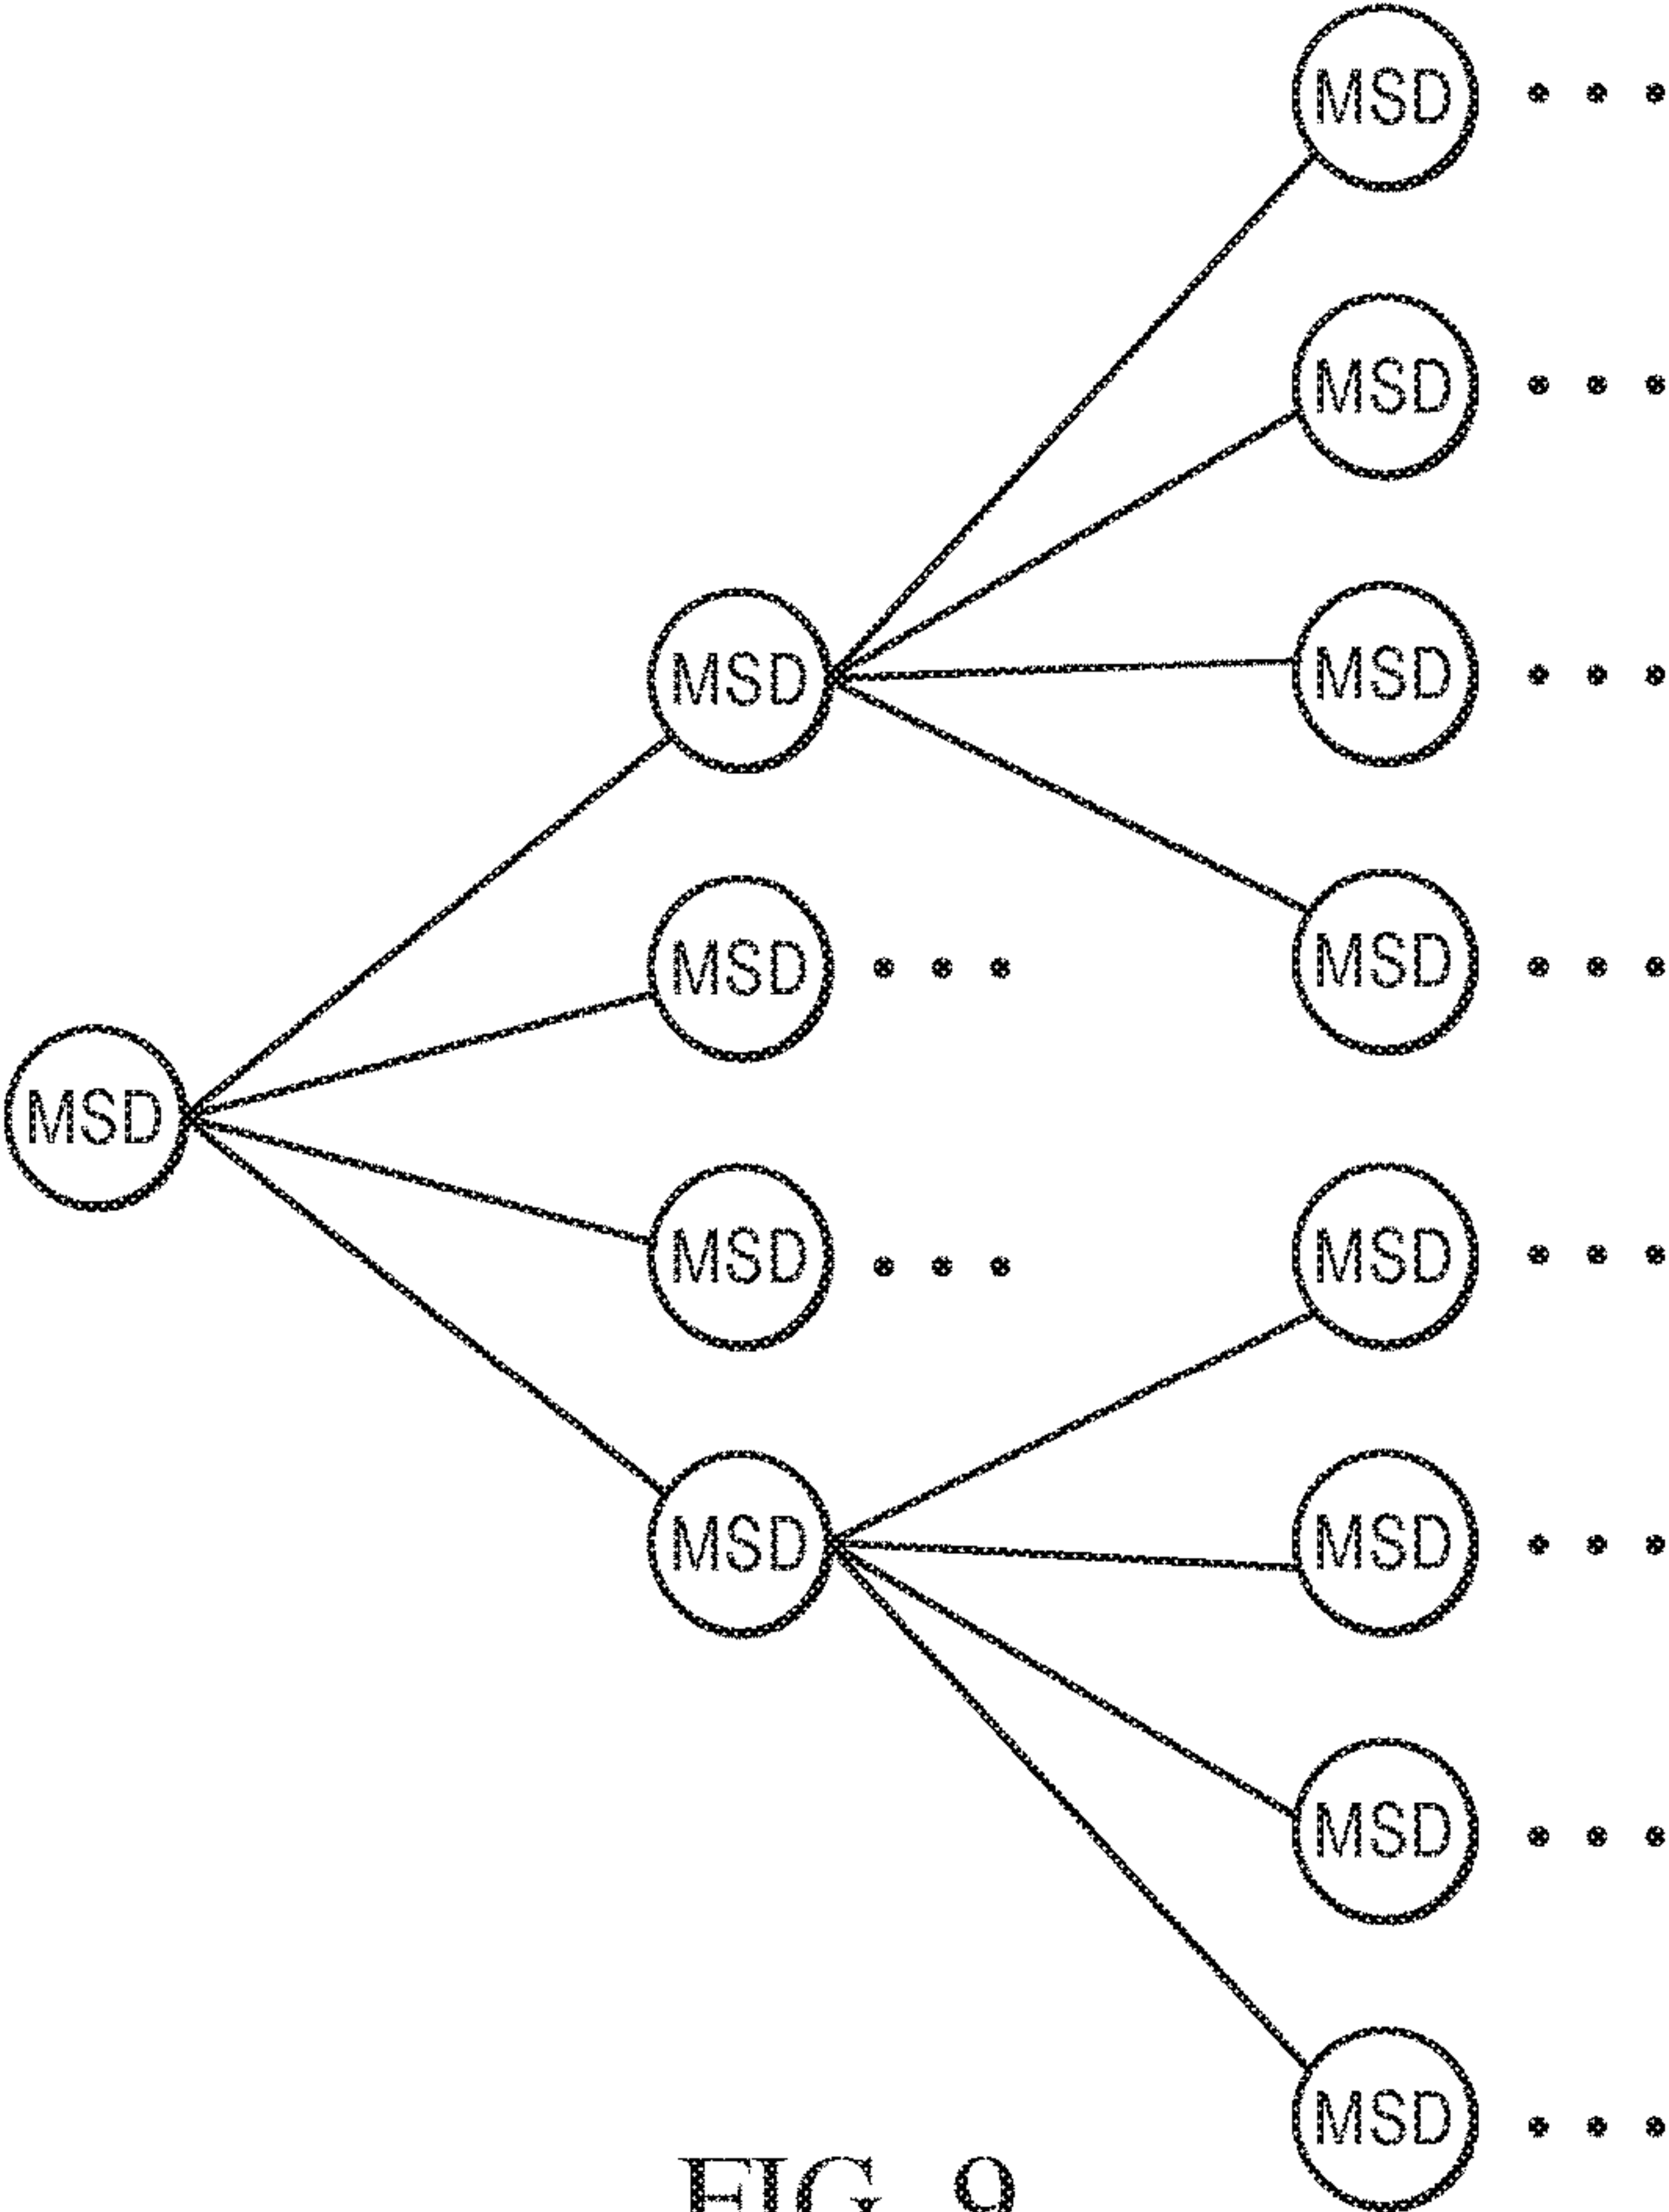 MSD . . .
MSD . . .
MSD MSD . . .
MSD . . . MSD . . .
MSD
MSD . . . MSD . . .
MSD MSD . . .
MSD . . .
MSD . . .
FIG. 9